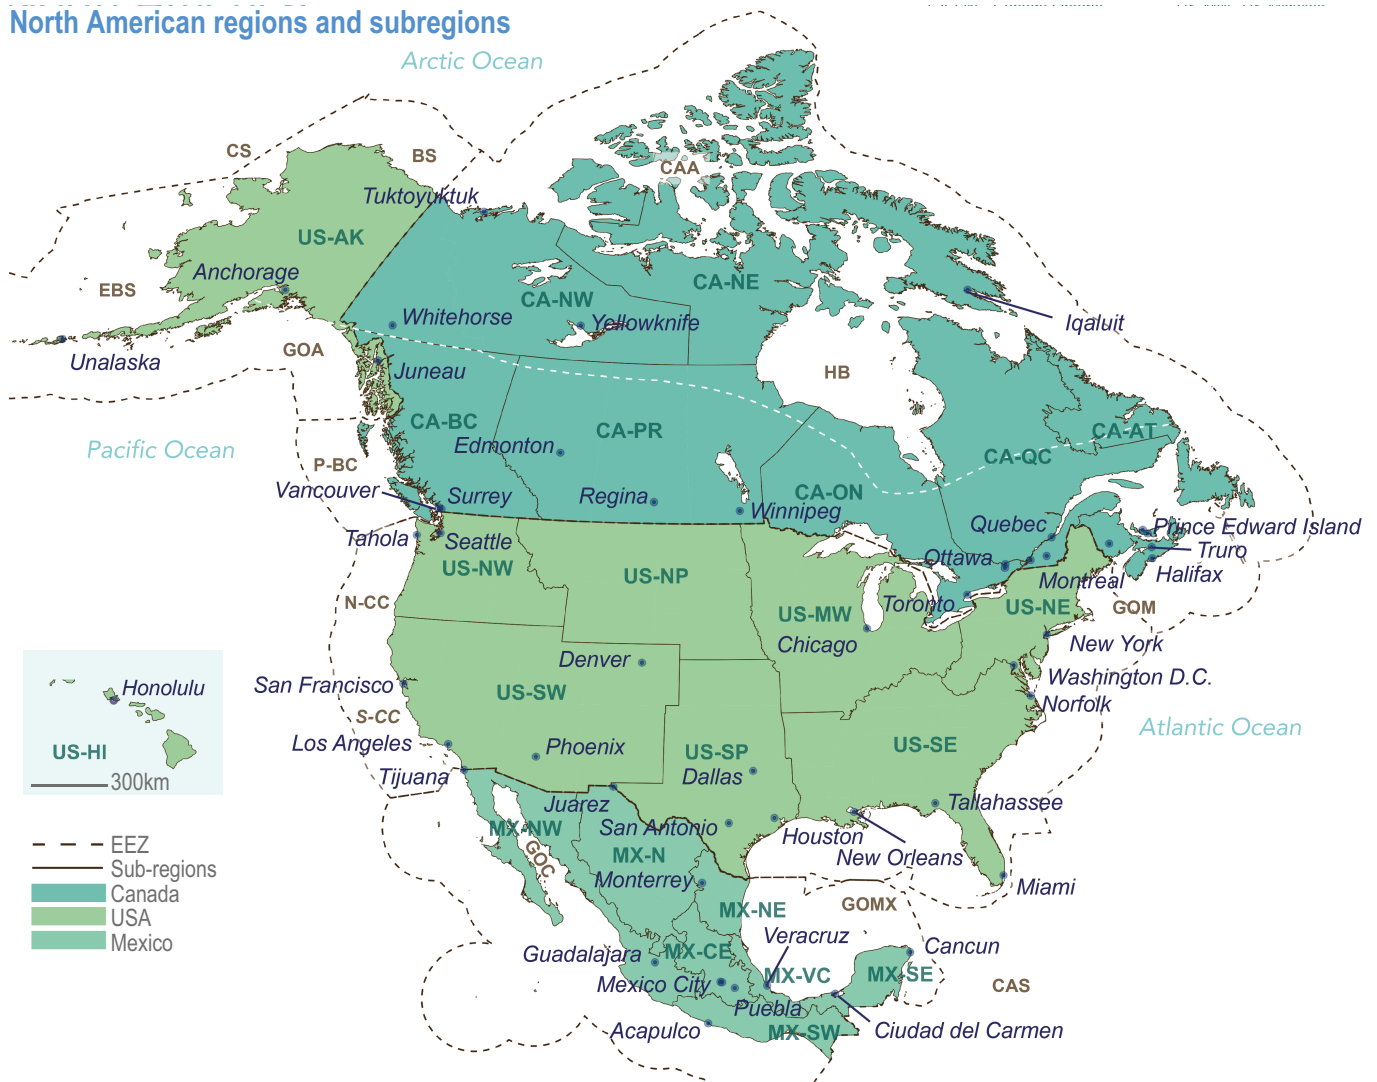 North American regions and subregions
Arctic Ocean
CS
BS
CAA
Tuktoyuktuk
US-AK
Anchorage
EBS
CA-NE
CA-NW
Whitehorse
Yellowknife
Iqaluit
Unalaska
GOA
Juneau
HB
CA-BC
CA-PR
CA-AT
Pacific Ocean
Edmonton
CA-QC
P-BC
Vancouver
Surrey
Regina
CA-ON
Winnipeg
Quebec
Prince Edward Island
Tahola
Seattle
Truro
US-NW
Ottawa
Halifax
US-NP
Montreal
N-CC
Toronto
US-NE
GOM
US-MW
Chicago
New York
Denver
Washington D.C.
San Francisco
US-SW
Norfolk
Honolulu
S-CC
Atlantic Ocean
Los Angeles
Phoenix
US-SP
US-SE
US-HI
Dallas
Tijuana
300km
Juarez
Tallahassee
MX-NW
San Antonio
Houston
EEZ
GOC
MX-N
New Orleans
Sub-regions
Monterrey
Miami
Canada
GOMX
MX-NE
USA
Veracruz
Mexico
Guadalajara
MX-CE
Cancun
MX-VC
MX-SE
Mexico City
CAS
Puebla
Acapulco
MX-SW
Ciudad del Carmen